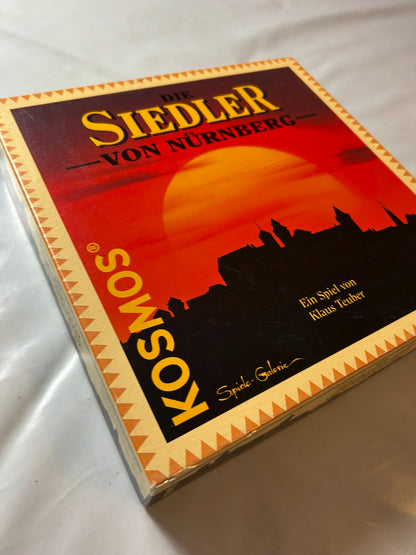 DIE
SIEDLER
VON NÜRNBERG
KOSMOS®
Ein Spiel von
Klaus Teuber
Spiele-Galerie